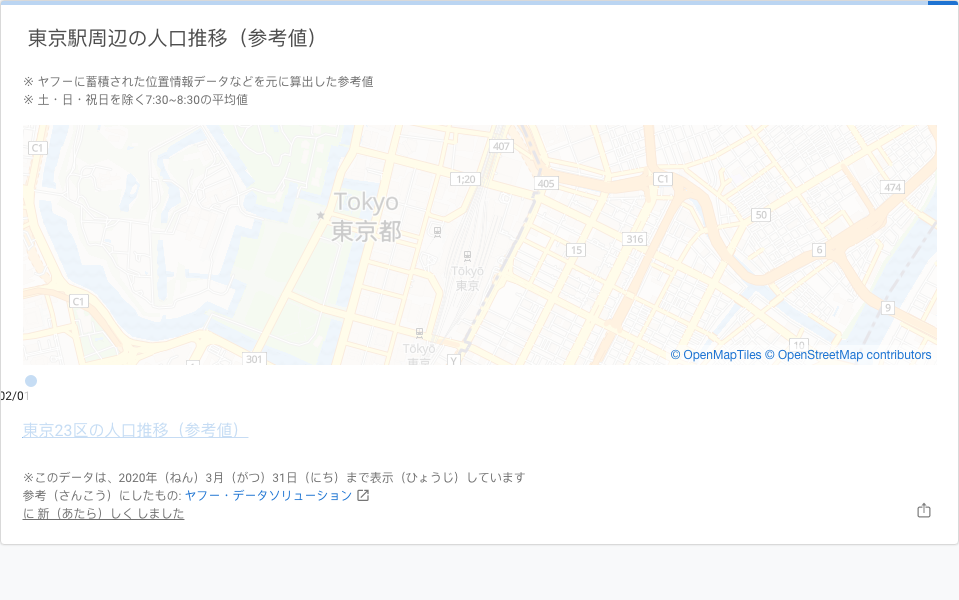 東京駅周辺の人口推移（参考値）
※ ヤフーに蓄積された位置情報データなどを元に算出した参考値
※ 土・日・祝日を除く7:30~8:30の平均値
C1
407
1;20
405
C1
474
Tokyo
東京都
50
316
15
6
Tōkyō
東京
C1
9
10
301
Tōkyō
東京
Y
© OpenMapTiles © OpenStreetMap contributors
02/01
東京23区の人口推移（参考値）
※このデータは、2020年（ねん）3月（がつ）31日（にち）まで表示（ひょうじ）しています
参考（さんこう）にしたもの: ヤフー・データソリューション
に 新（あたら）しく しました